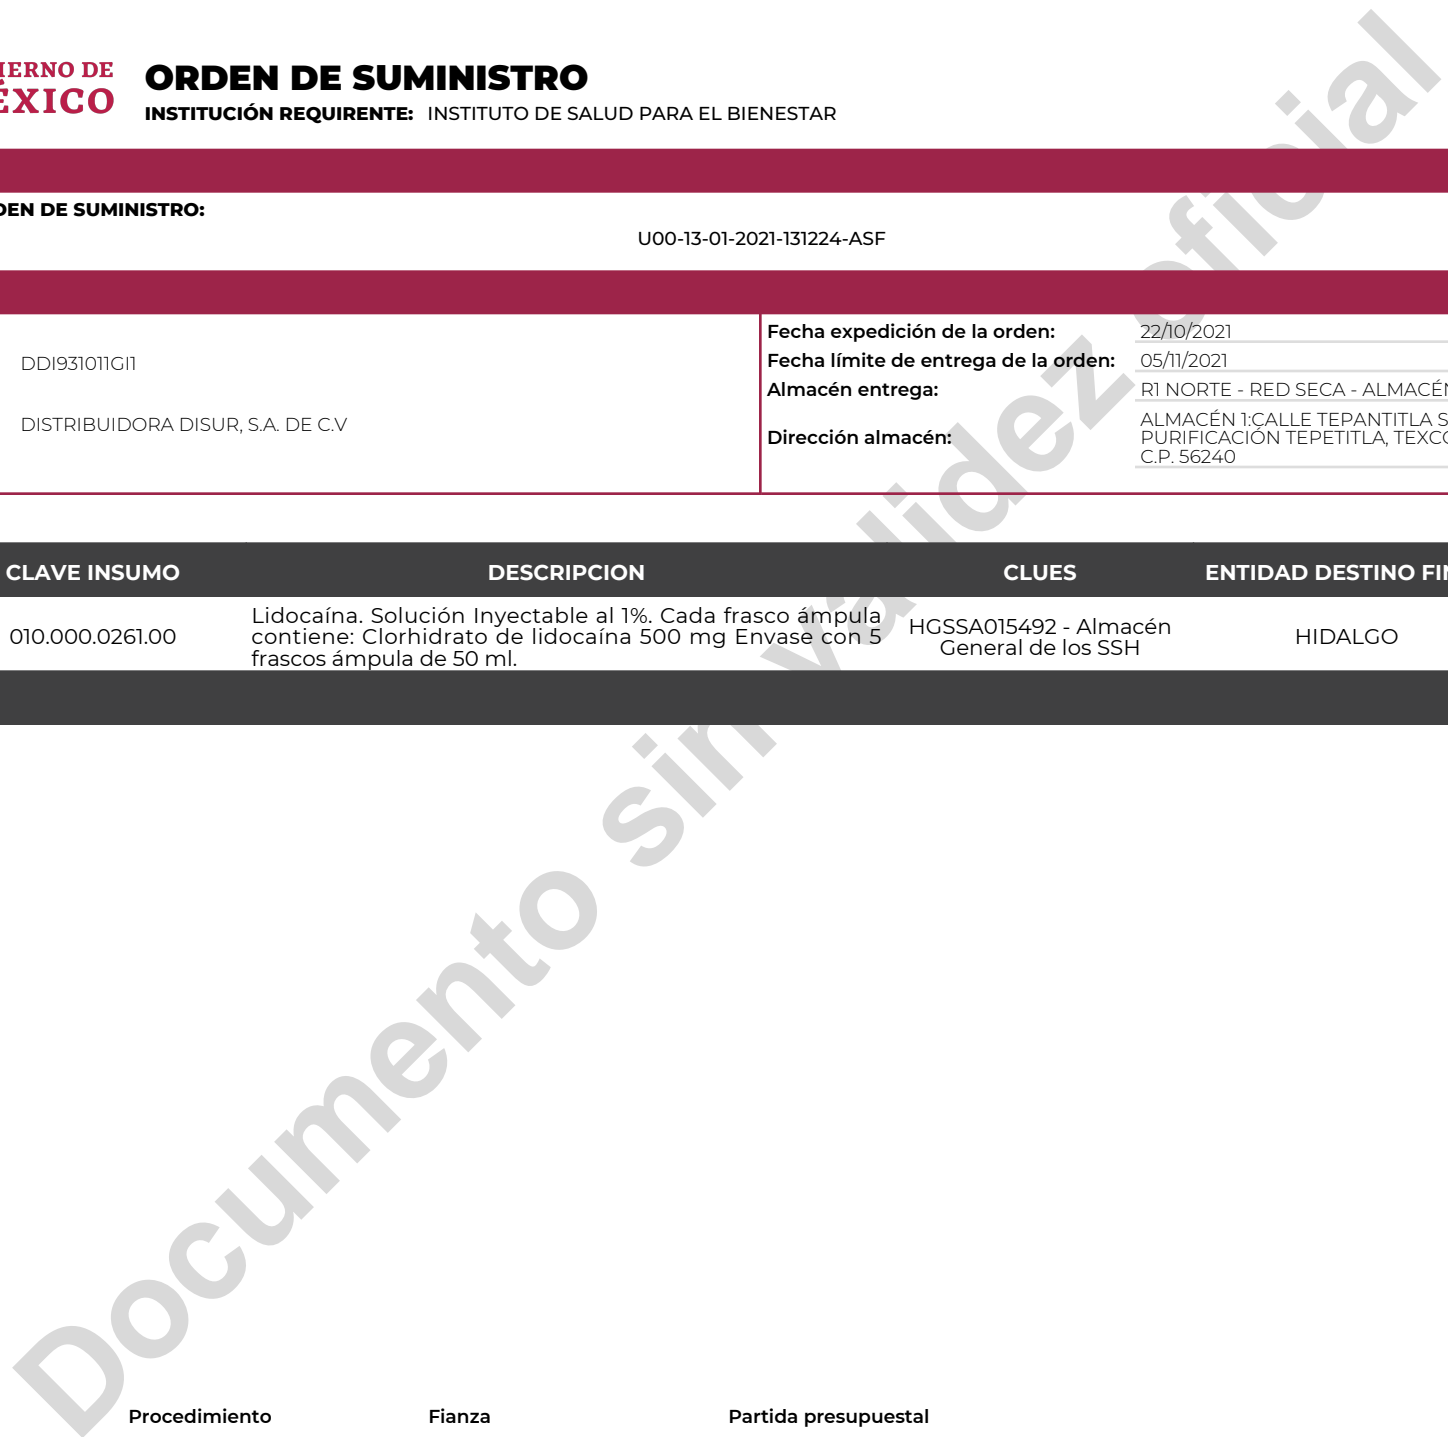 IERNO DE
ÉXICO
ORDEN DE SUMINISTRO
INSTITUCIÓN REQUIRENTE: INSTITUTO DE SALUD PARA EL BIENESTAR
DEN DE SUMINISTRO:
U00-13-01-2021-131224-ASF
DDI931011GI1
DISTRIBUIDORA DISUR, S.A. DE C.V
Fecha expedición de la orden: 22/10/2021
Fecha límite de entrega de la orden: 05/11/2021
Almacén entrega: R1 NORTE - RED SECA - ALMACÉN
Dirección almacén:
ALMACÉN 1:CALLE TEPANTITLA S
PURIFICACIÓN TEPETITLA, TEXCO
C.P. 56240
CLAVE INSUMO DESCRIPCION CLUES ENTIDAD DESTINO FIN
010.000.0261.00
Lidocaína. Solución Inyectable al 1%. Cada frasco ámpula
contiene: Clorhidrato de lidocaína 500 mg Envase con 5
frascos ámpula de 50 ml.
HGSSA015492 - Almacén
General de los SSH
HIDALGO
Documento sin validez oficial
Procedimiento Fianza Partida presupuestal